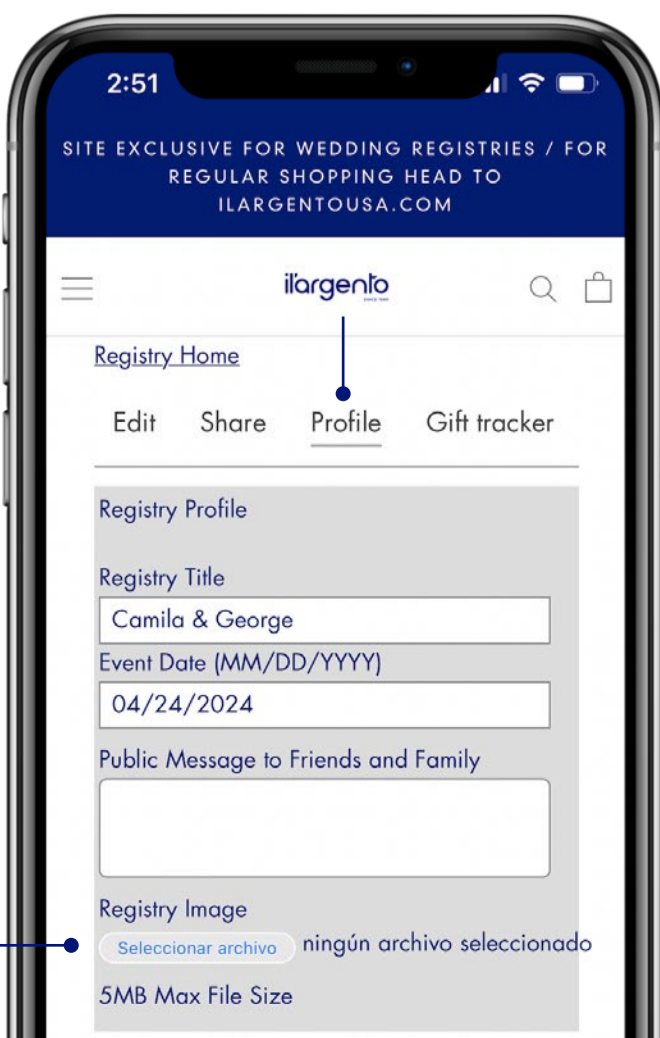 2:51
SITE EXCLUSIVE FOR WEDDING REGISTRIES / FOR
REGULAR SHOPPING HEAD TO
ILARGENTOUSA.COM
il'argento
Registry Home
Edit Share Profile Gift tracker
Registry Profile
Registry Title
Camila & George
Event Date (MM/DD/YYYY)
04/24/2024
Public Message to Friends and Family
Registry Image
Seleccionar archivo ningún archivo seleccionado
5MB Max File Size